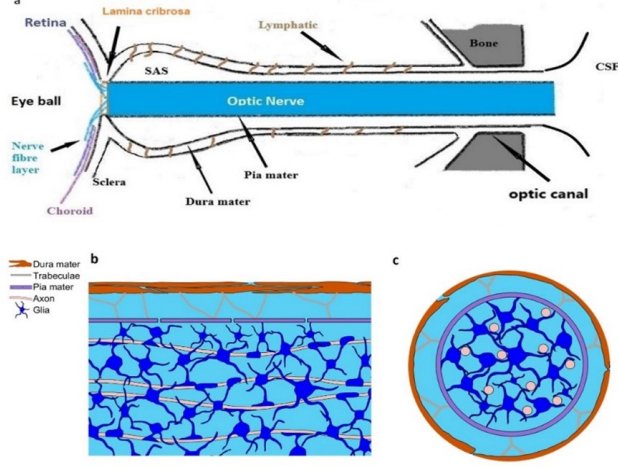 a
Lamina cribrosa
Retina
Lymphatic
Bone
SAS
CSF
Eye ball
Optic Nerve
Nerve
fibre
layer
Pia mater
Sclera
Dura mater
optic canal
Choroid
b
c
Dura mater
Trabeculae
Pia mater
Axon
Glia